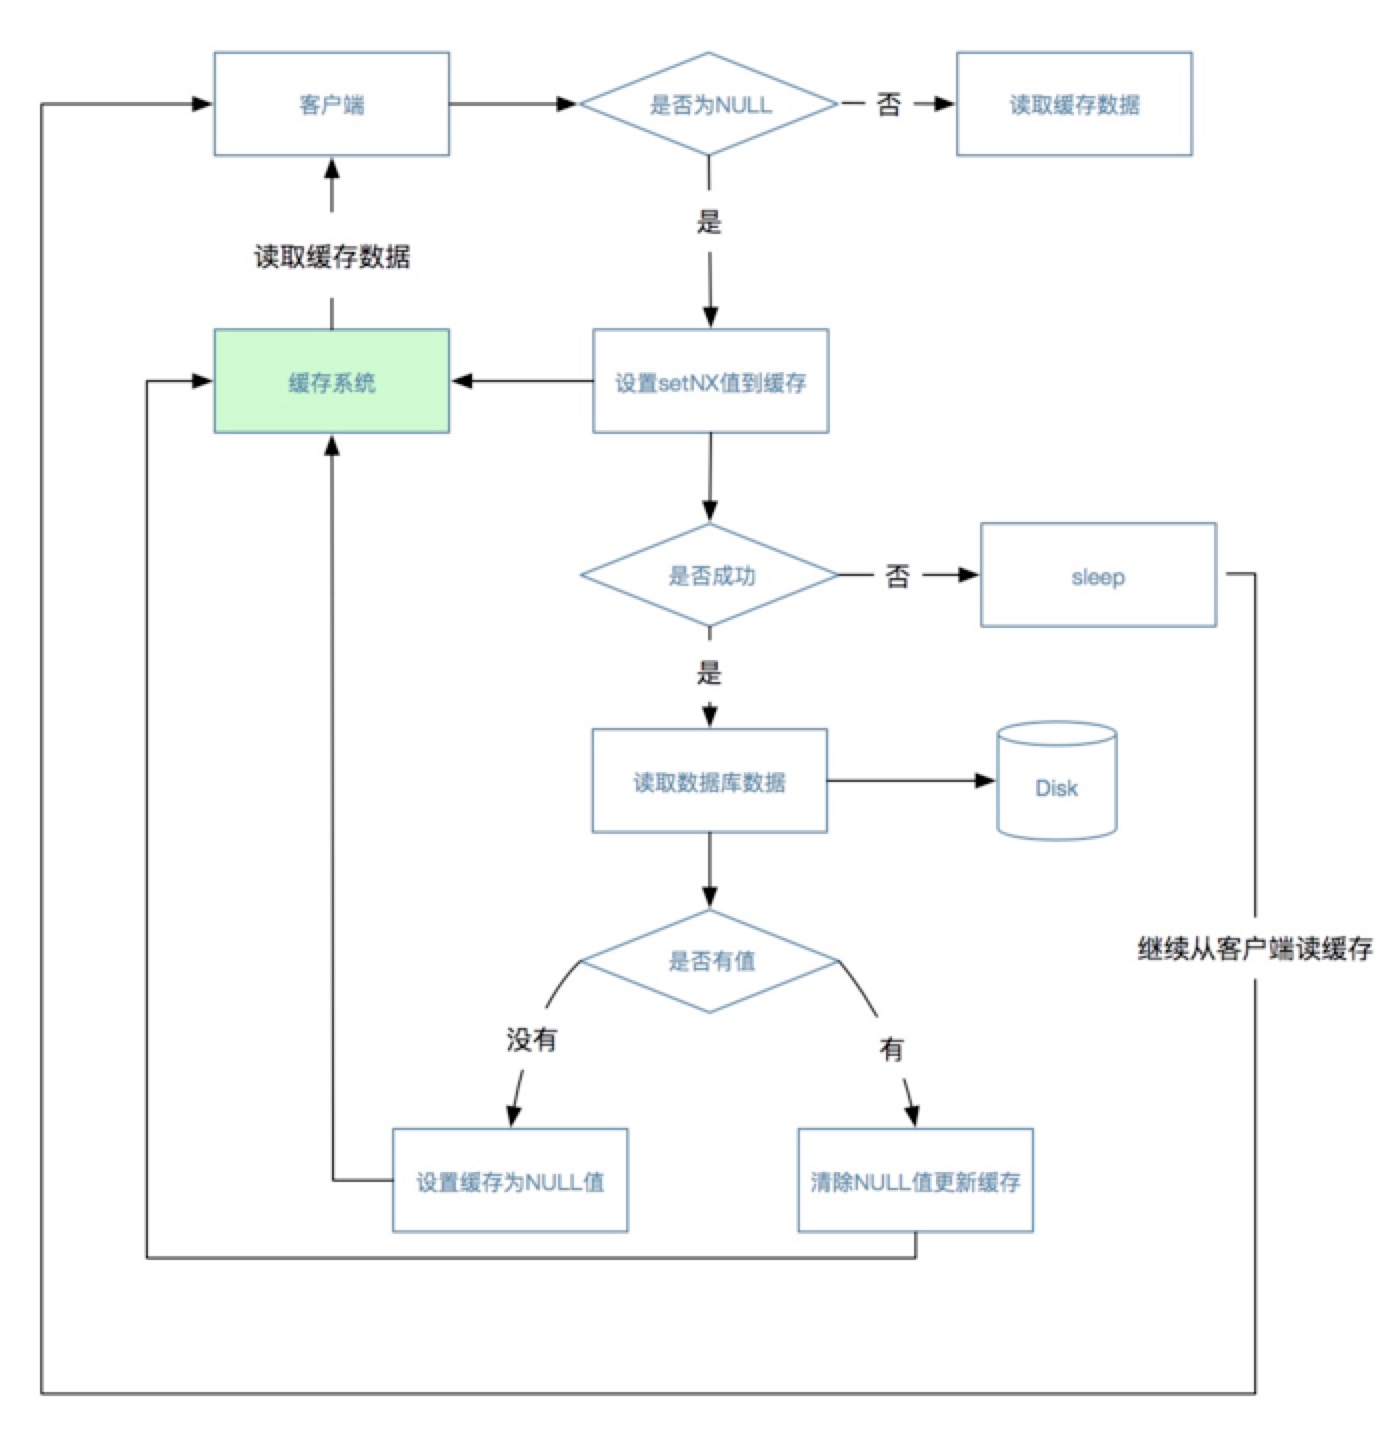 客户端
是否为NULL
否
读取缓存数据
是
读取缓存数据
缓存系统
设置setNX值到缓存
是否成功
否
sleep
是
读取数据库数据
Disk
是否有值
继续从客户端读缓存
没有
有
设置缓存为NULL值
清除NULL值更新缓存